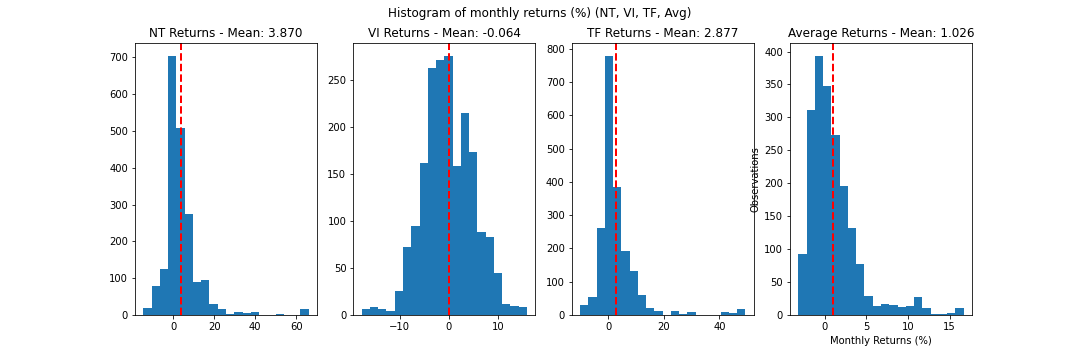 Histogram of monthly returns (%) (NT, VI, TF, Avg)
NT Returns - Mean: 3.870
VI Returns - Mean: -0.064
TF Returns - Mean: 2.877
Average Returns - Mean: 1.026
700
600
500
400
300
200
100
0
0 20 40 60
250
200
150
100
50
0
−10 0 10
800
700
600
500
400
300
200
100
0
0 20 40
Observations
400
350
300
250
200
150
100
50
0
0 5 10 15
Monthly Returns (%)